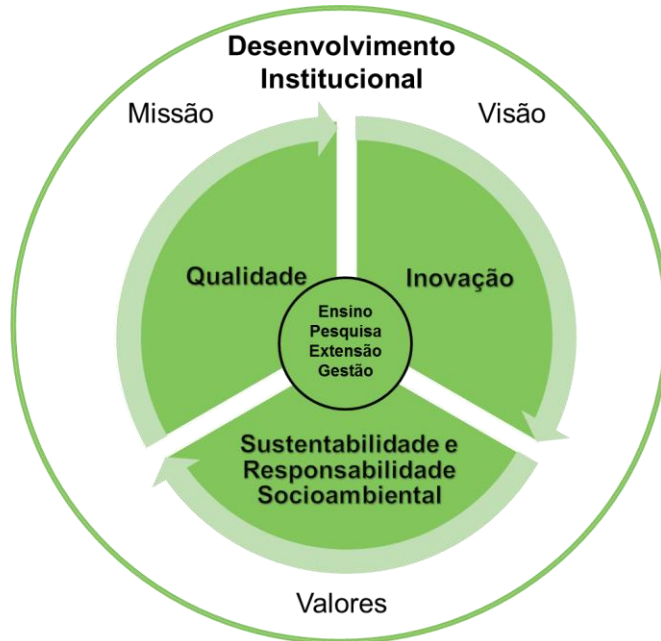 Desenvolvimento
Institucional
Missão
Visão
Qualidade
Inovação
Ensino
Pesquisa
Extensão
Gestão
Sustentabilidade e
Responsabilidade
Socioambiental
Valores